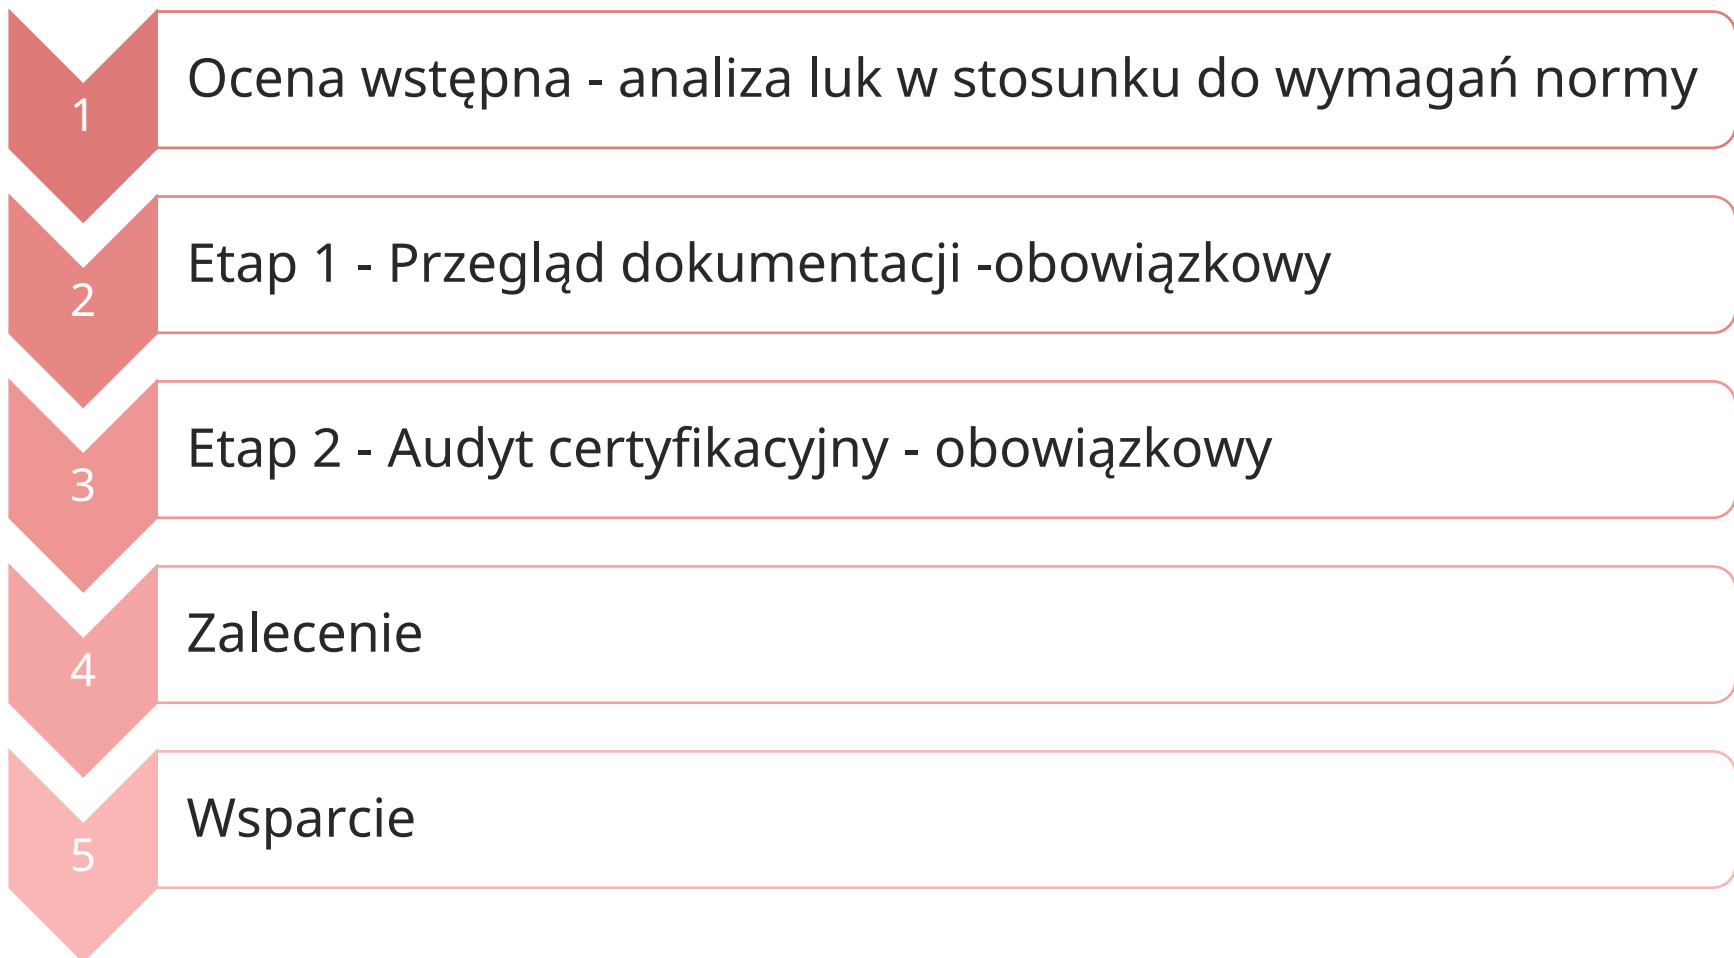 1
Ocena wstępna - analiza luk w stosunku do wymagań normy
2
Etap 1 - Przegląd dokumentacji -obowiązkowy
3
Etap 2 - Audyt certyfikacyjny - obowiązkowy
4
Zalecenie
5
Wsparcie